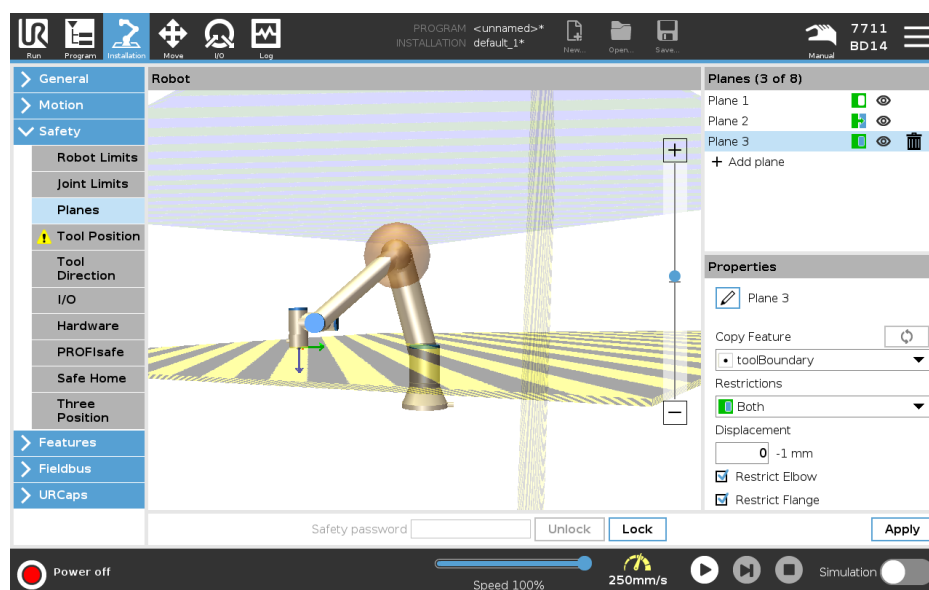 PROGRAM <unnamed>*
INSTALLATION default_1*
Run Program Installation Move I/O Log
New... Open... Save...
Manual
7711
BD14
General
Motion
Safety
Robot Limits
Joint Limits
Planes
Tool Position
Tool
Direction
I/O
Hardware
PROFIsafe
Safe Home
Three
Position
Features
Fieldbus
URCaps
Robot
+
−
Planes (3 of 8)
Plane 1
Plane 2
Plane 3
+ Add plane
Properties
Plane 3
Copy Feature
toolBoundary
Restrictions
Both
Displacement
0 -1 mm
Restrict Elbow
Restrict Flange
Safety password Unlock Lock Apply
Power off
Speed 100%
250mm/s
Simulation